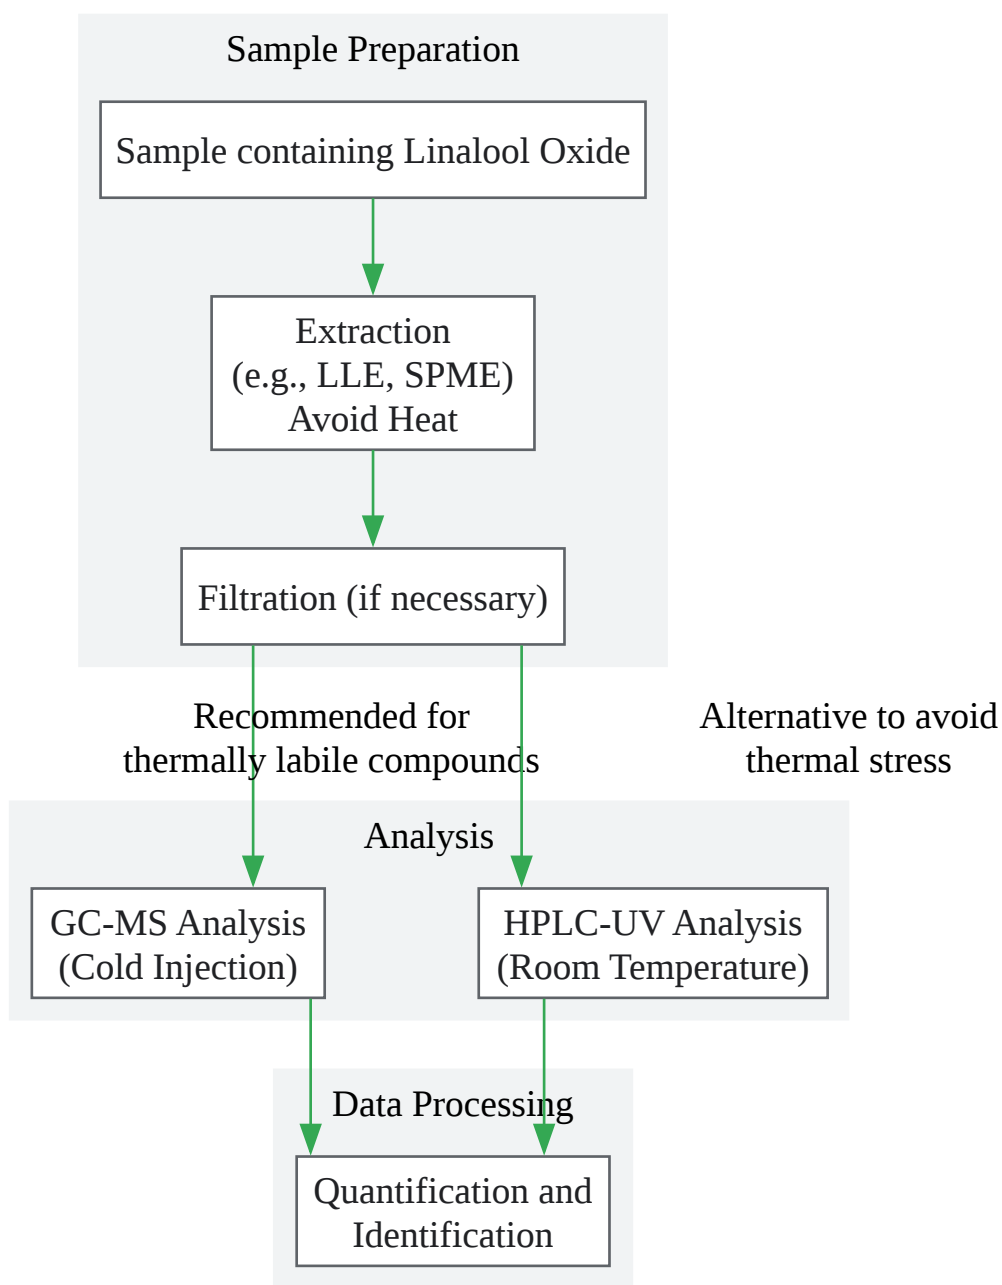 Sample Preparation
Sample containing Linalool Oxide
Extraction
(e.g., LLE, SPME)
Avoid Heat
Filtration (if necessary)
Recommended for
thermally labile compounds
Alternative to avoid
thermal stress
Analysis
GC-MS Analysis
(Cold Injection)
HPLC-UV Analysis
(Room Temperature)
Data Processing
Quantification and
Identification